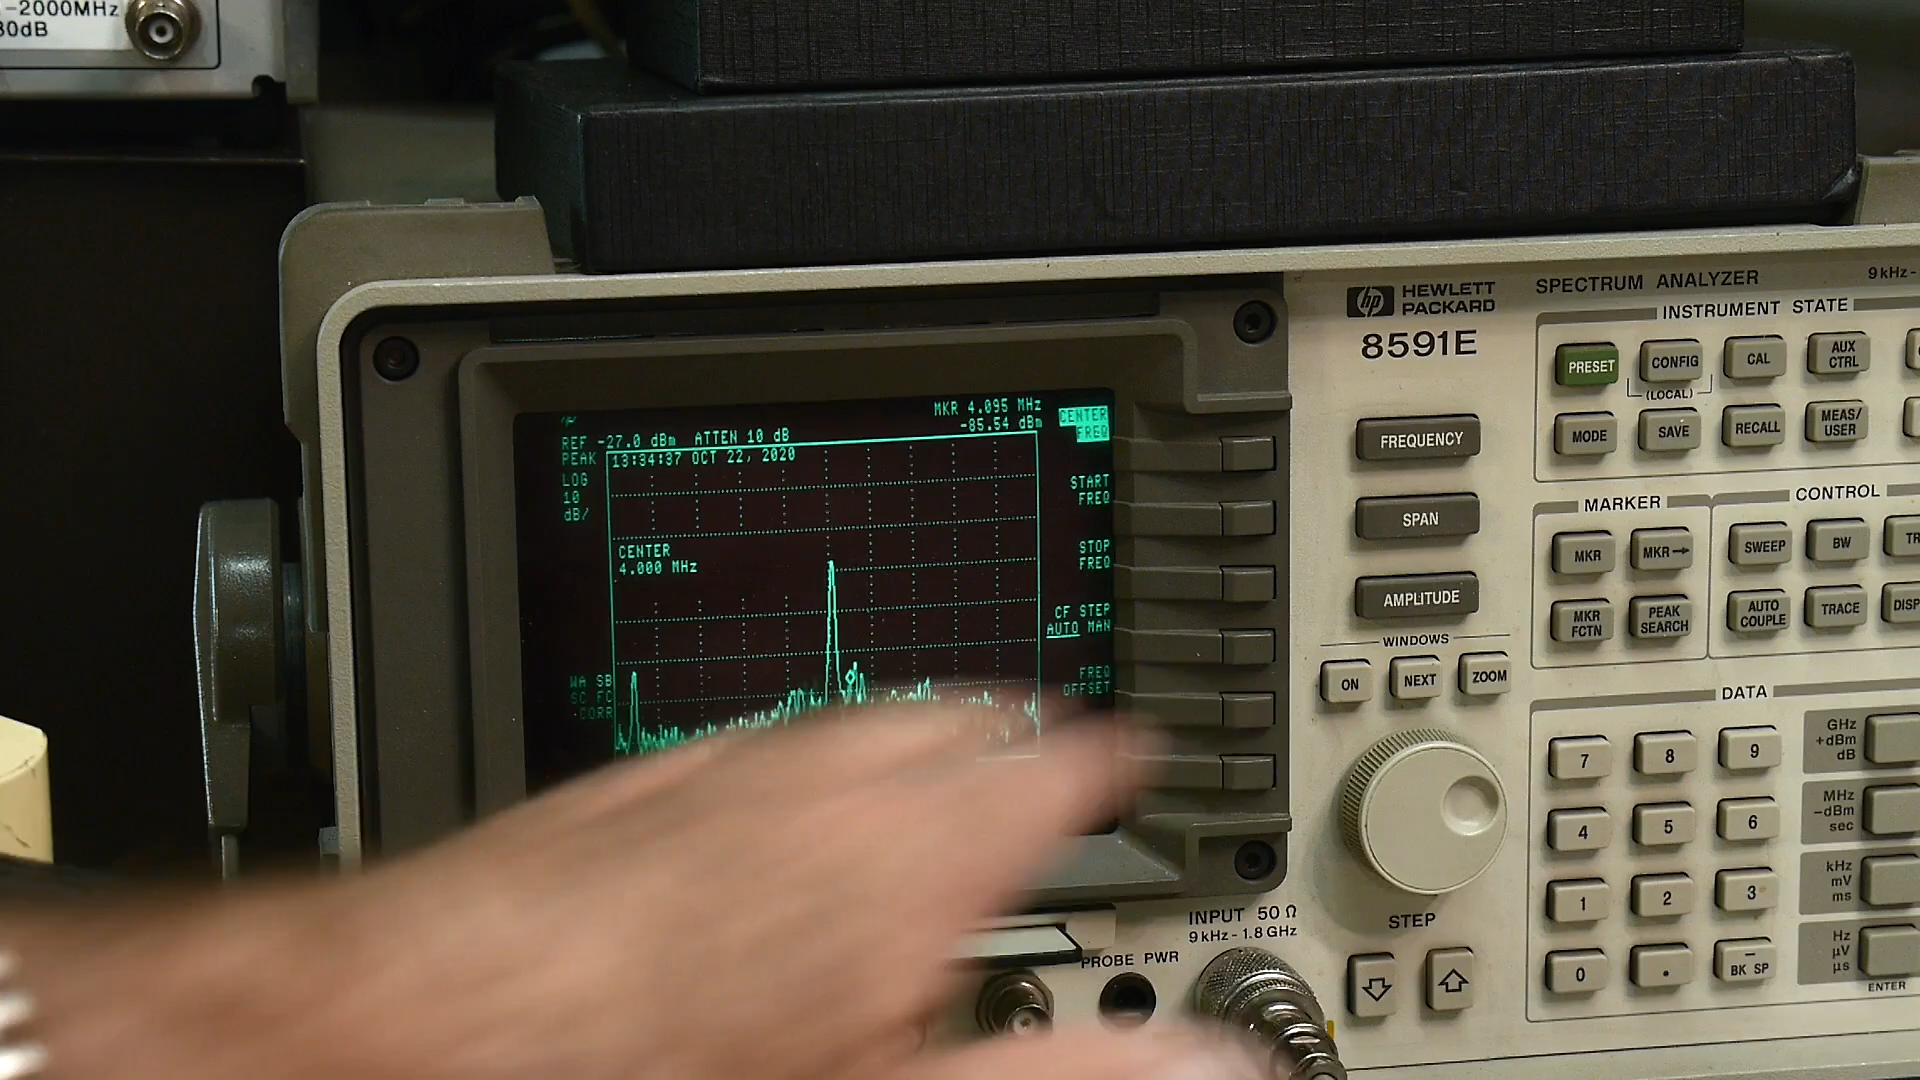 -2000MHz
30dB
hp HEWLETT PACKARD
8591E
SPECTRUM ANALYZER
9kHz-
INSTRUMENT STATE
PRESET
CONFIG
CAL
AUX CTRL
(LOCAL)
MODE
SAVE
RECALL
MEAS/ USER
FREQUENCY
SPAN
AMPLITUDE
MARKER
CONTROL
MKR
MKR→
SWEEP
BW
TR
MKR FCTN
PEAK SEARCH
AUTO COUPLE
TRACE
DISP
WINDOWS
ON
NEXT
ZOOM
DATA
7
8
9
GHz
+dBm
dB
4
5
6
MHz
-dBm
sec
1
2
3
kHz
mV
ms
0
.
-
BK SP
Hz
µV
µs
ENTER
STEP
INPUT 50 Ω
9kHz-1.8GHz
PROBE PWR
MKR 4.095 MHz
-85.54 dBm
REF -27.0 dBm ATTEN 10 dB
PEAK
LOG
10
dB/
13:34:37 OCT 22, 2020
CENTER
4.000 MHz
WA SB
SC FC
CORR
CENTER
FREQ
START
FREQ
STOP
FREQ
CF STEP
AUTO MAN
FREQ
OFFSET